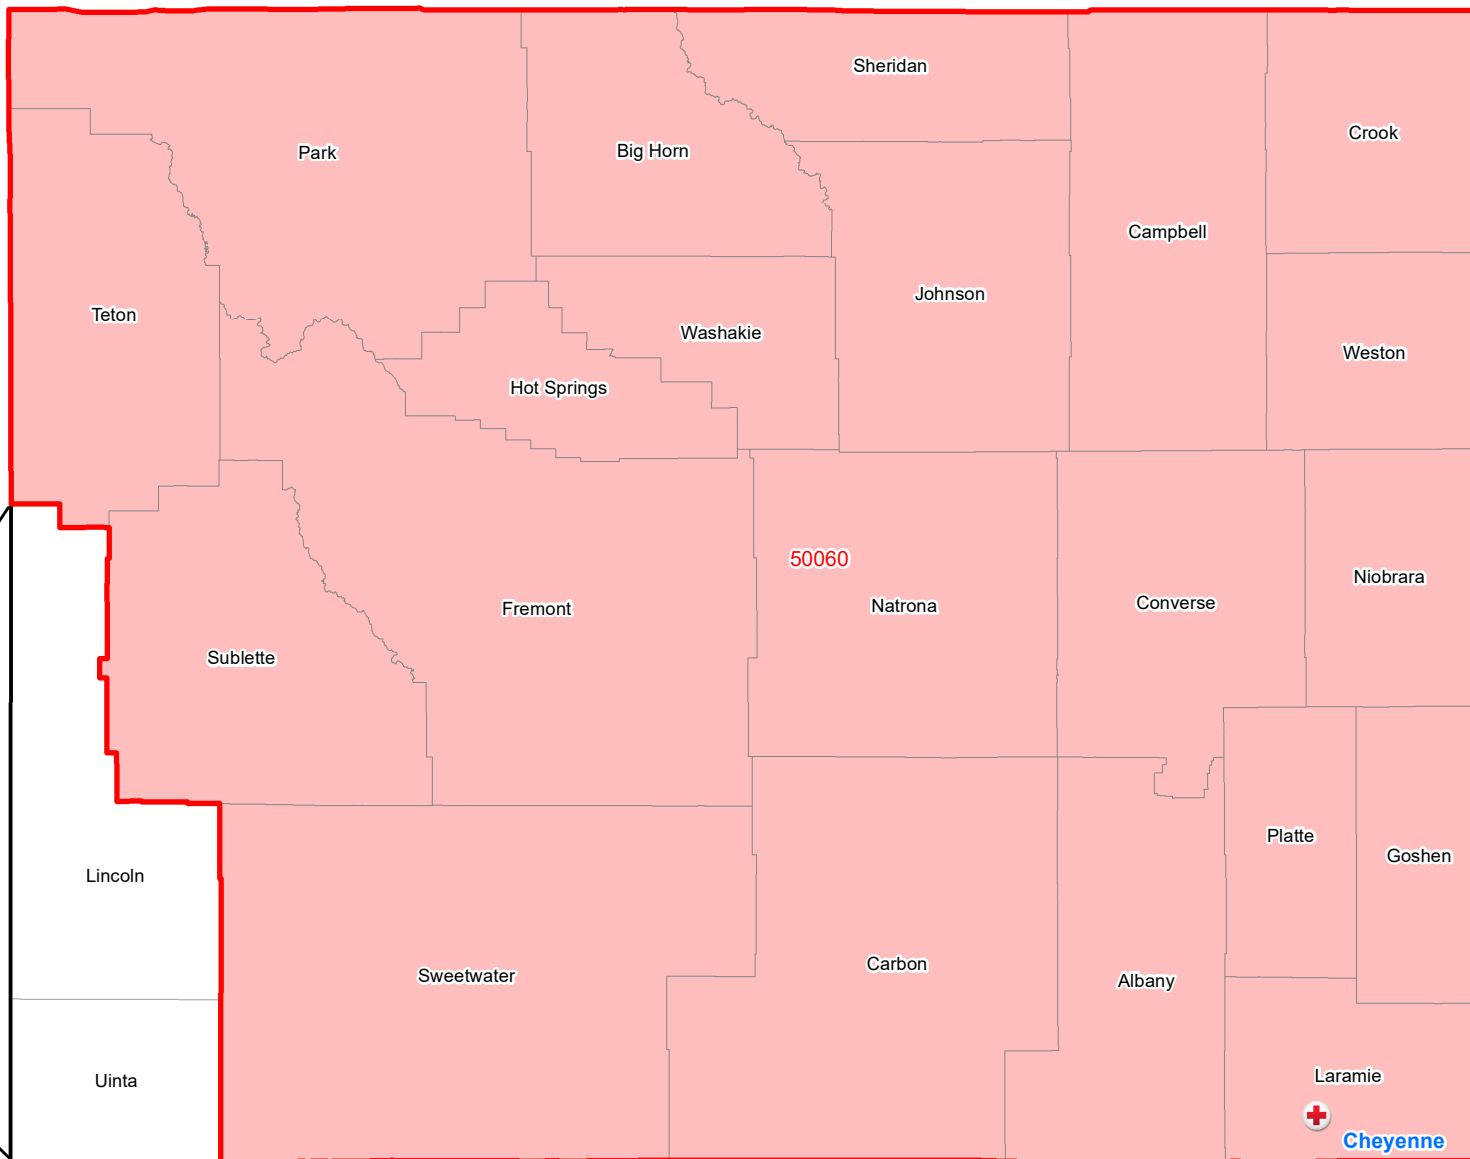 Sheridan
Crook
Park
Big Horn
Campbell
Johnson
Teton
Washakie
Weston
Hot Springs
50060
Niobrara
Natrona
Converse
Fremont
Sublette
Platte
Goshen
Lincoln
Carbon
Sweetwater
Albany
Laramie
Uinta
Cheyenne